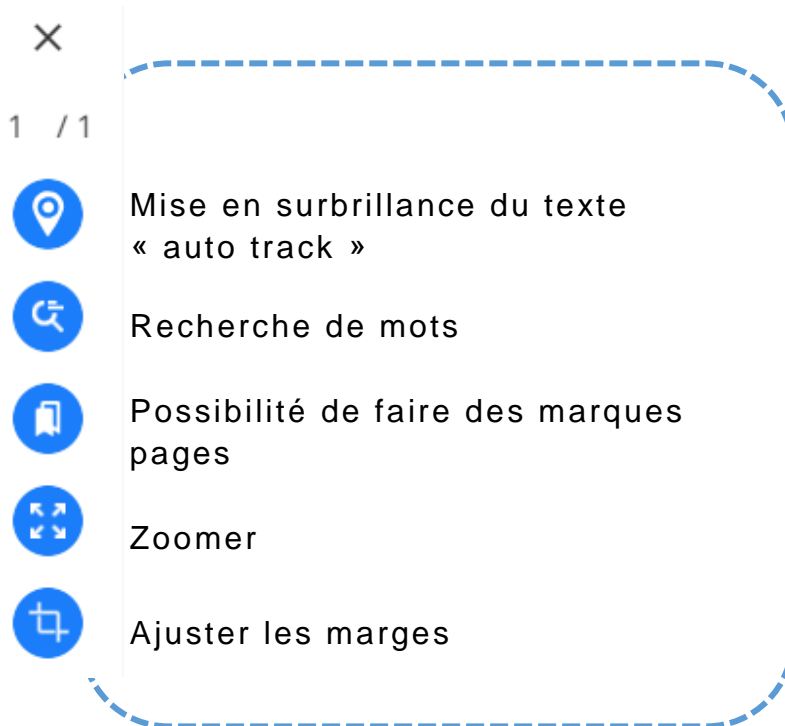 1 / 1
Mise en surbrillance du texte
« auto track »
Recherche de mots
Possibilité de faire des marques
pages
Zoomer
Ajuster les marges